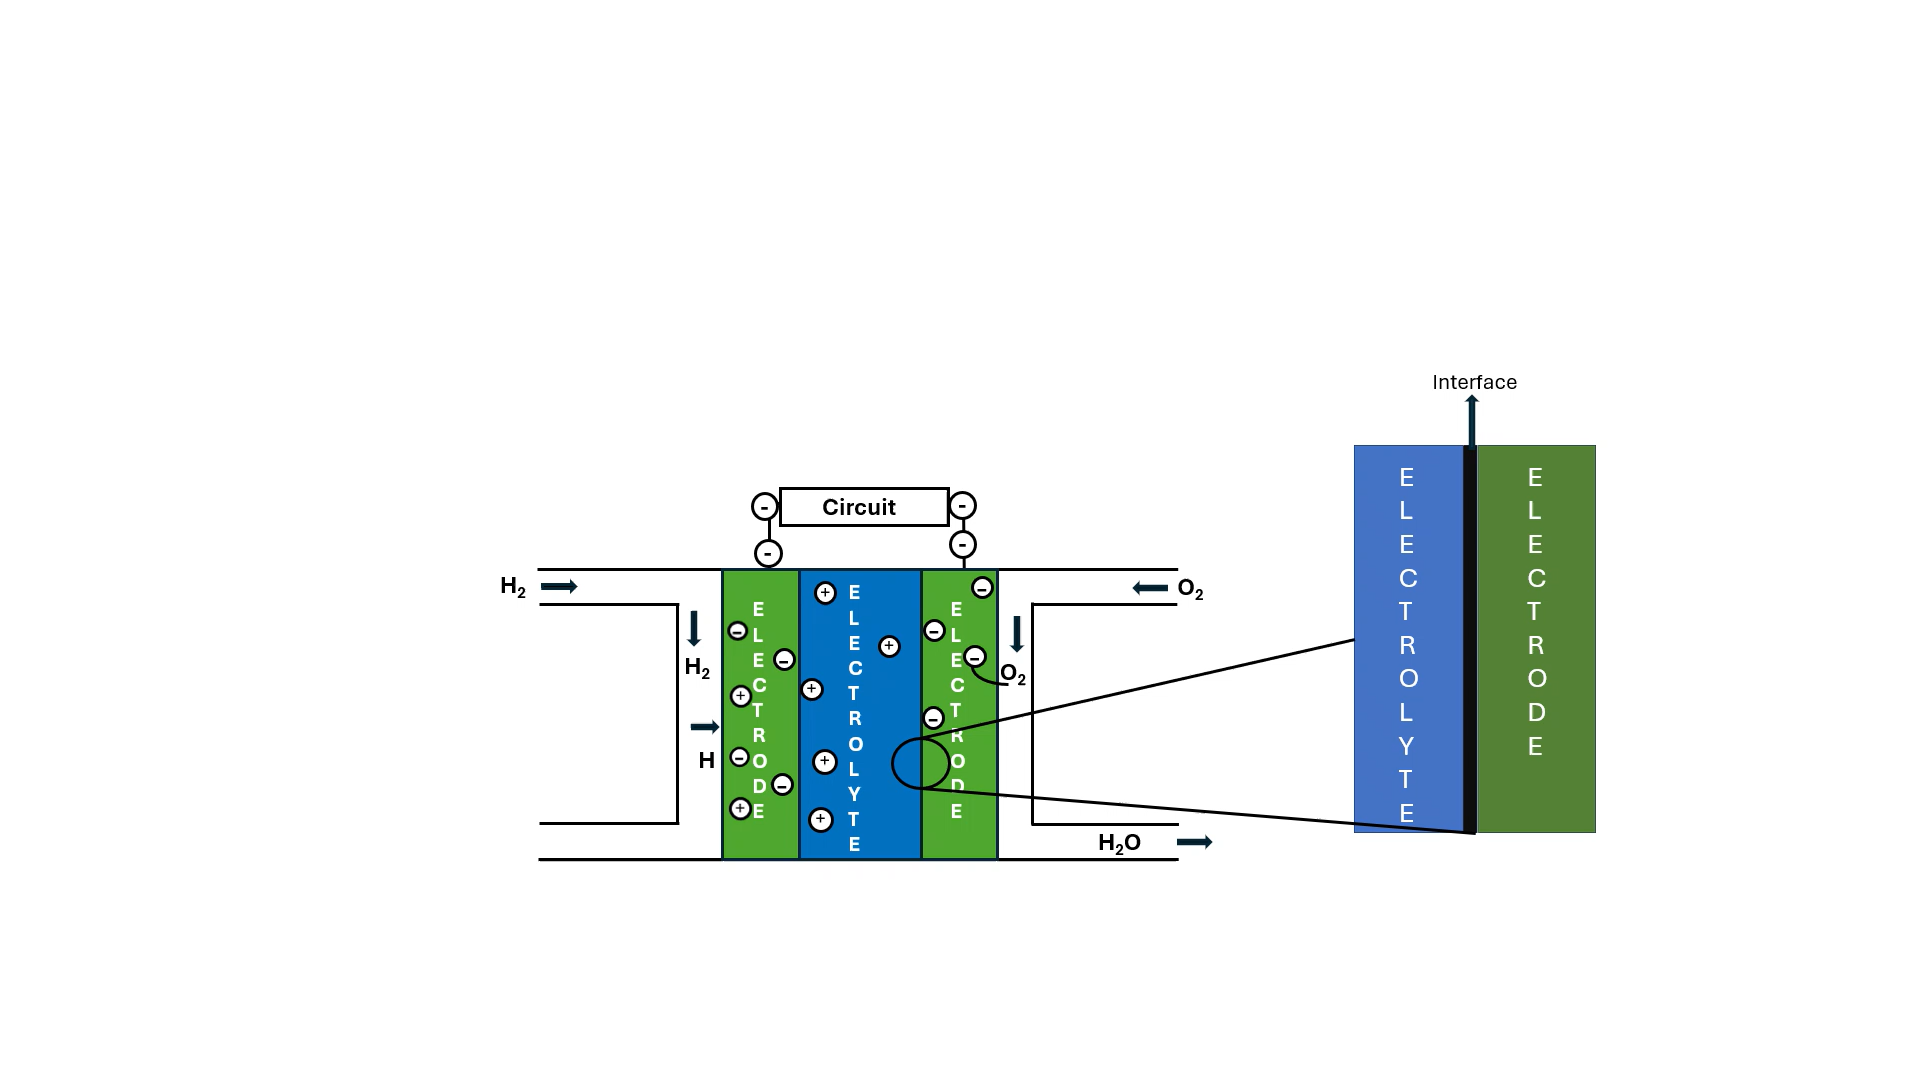 Interface
Circuit
H₂
O₂
ELECTRODE
ELECTROLYTE
ELECTRODE
H₂
O₂
H
H₂O
ELECTROLYTE
ELECTRODE